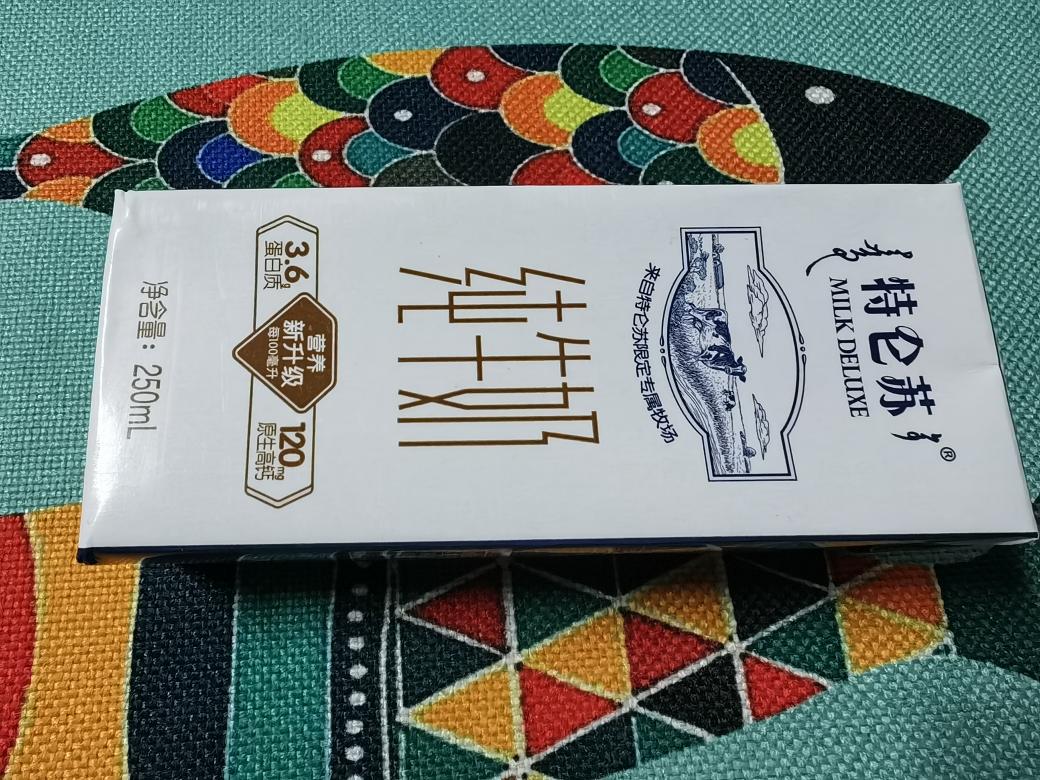 特仑苏®
MILK DELUXE
来自特仑苏限定专属牧场
纯牛奶
3.6g
蛋白质
营养
新升级
每100毫升
120mg
原生高钙
净含量：250mL